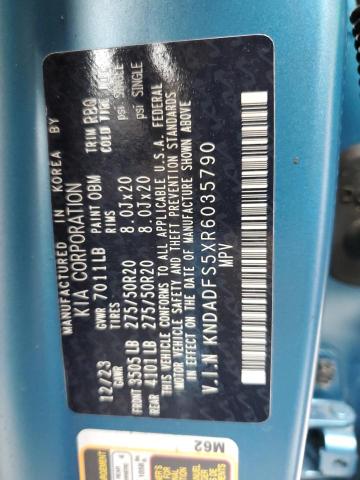 MANUFACTURED IN KOREA BY
KIA CORPORATION
12/23 GVWR 7011LB PAINT OBM TRIM RBQ
GAWR TIRES RIMS COLD TIRE
FRONT 3505LB 275/50R20 8.0Jx20 psi SINGLE
REAR 4101LB 275/50R20 8.0Jx20 psi SINGLE
THIS VEHICLE CONFORMS TO ALL APPLICABLE U.S.A. FEDERAL
MOTOR VEHICLE SAFETY AND THEFT PREVENTION STANDARDS
IN EFFECT ON THE DATE OF MANUFACTURE SHOWN ABOVE
V.I.N KNDADFS5XR6035790
MPV
M62